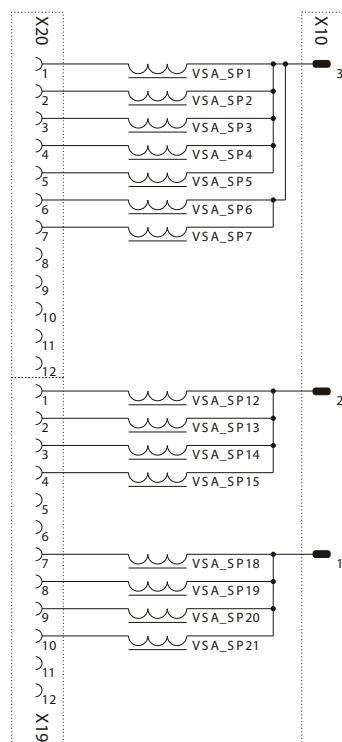 X20 X10
1 VSA_SP1 3
2 VSA_SP2
3 VSA_SP3
4 VSA_SP4
5 VSA_SP5
6 VSA_SP6
7 VSA_SP7
8
9
10
11
12
1 VSA_SP12 2
2 VSA_SP13
3 VSA_SP14
4 VSA_SP15
5
6
7 VSA_SP18 1
8 VSA_SP19
9 VSA_SP20
10 VSA_SP21
11
12
X19